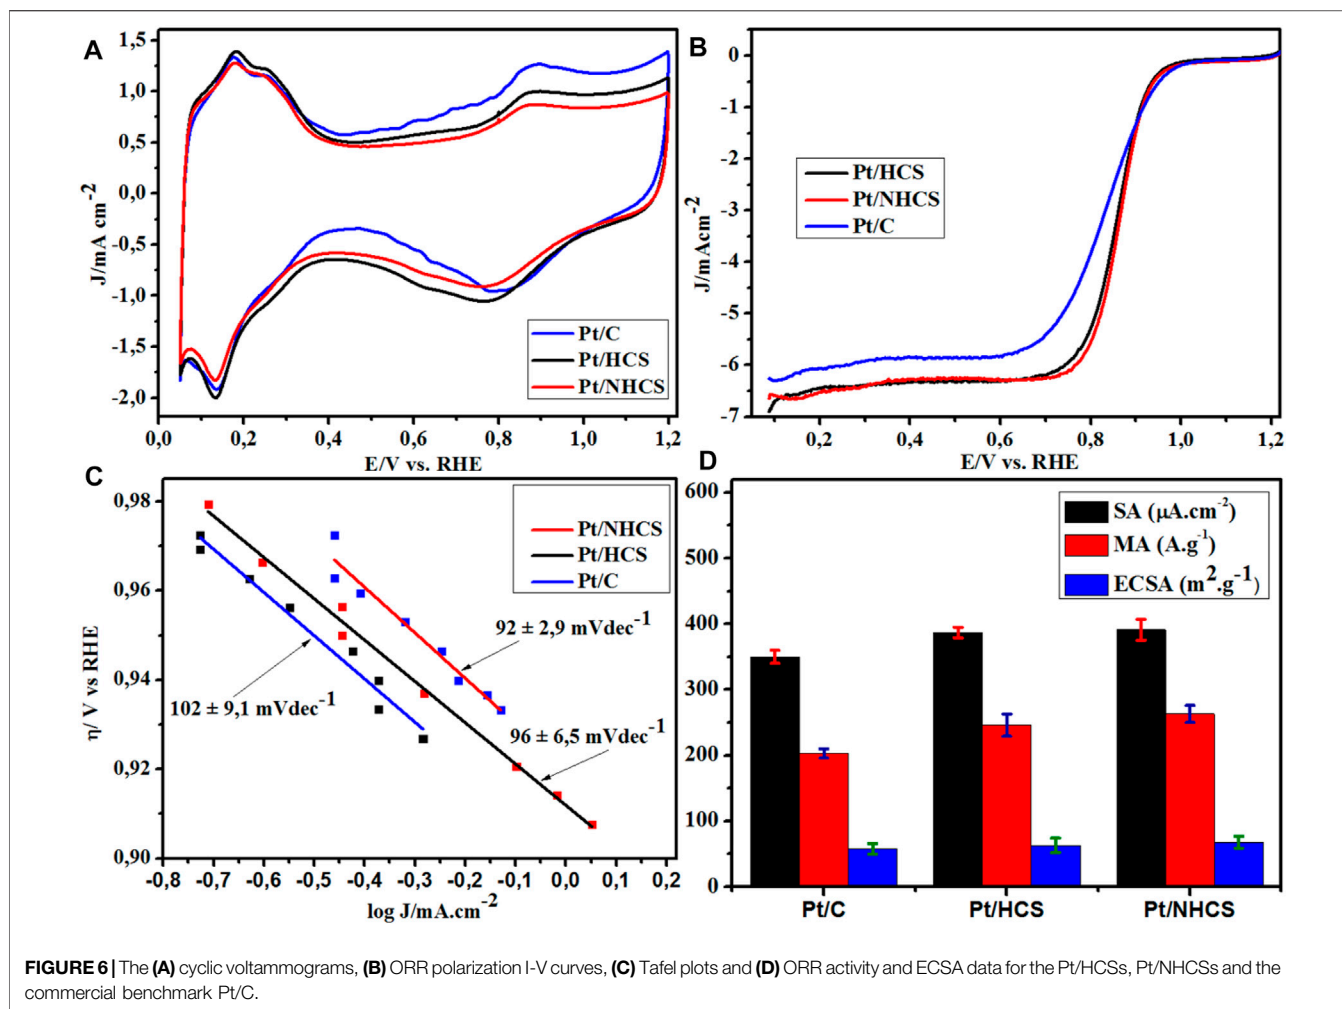 A
1,5
1,0
0,5
0,0
-0,5
-1,0
-1,5
-2,0
J/mA cm-2
Pt/C
Pt/HCS
Pt/NHCS
0,0 0,2 0,4 0,6 0,8 1,0 1,2
E/V vs. RHE
B
0
-1
-2
-3
-4
-5
-6
-7
J/mAcm-2
Pt/HCS
Pt/NHCS
Pt/C
0,2 0,4 0,6 0,8 1,0 1,2
E/V vs. RHE
C
0,98
0,96
0,94
0,92
0,90
η/ V vs RHE
Pt/NHCS
Pt/HCS
Pt/C
92 ± 2,9 mVdec-1
102 ± 9,1 mVdec-1
96 ± 6,5 mVdec-1
-0,8 -0,7 -0,6 -0,5 -0,4 -0,3 -0,2 -0,1 0,0 0,1 0,2
log J/mA.cm-2
D
600
500
400
300
200
100
0
SA (μA.cm-2)
MA (A.g-1)
ECSA (m2.g-1)
Pt/C Pt/HCS Pt/NHCS
FIGURE 6 | The (A) cyclic voltammograms, (B) ORR polarization I-V curves, (C) Tafel plots and (D) ORR activity and ECSA data for the Pt/HCSs, Pt/NHCSs and the
commercial benchmark Pt/C.